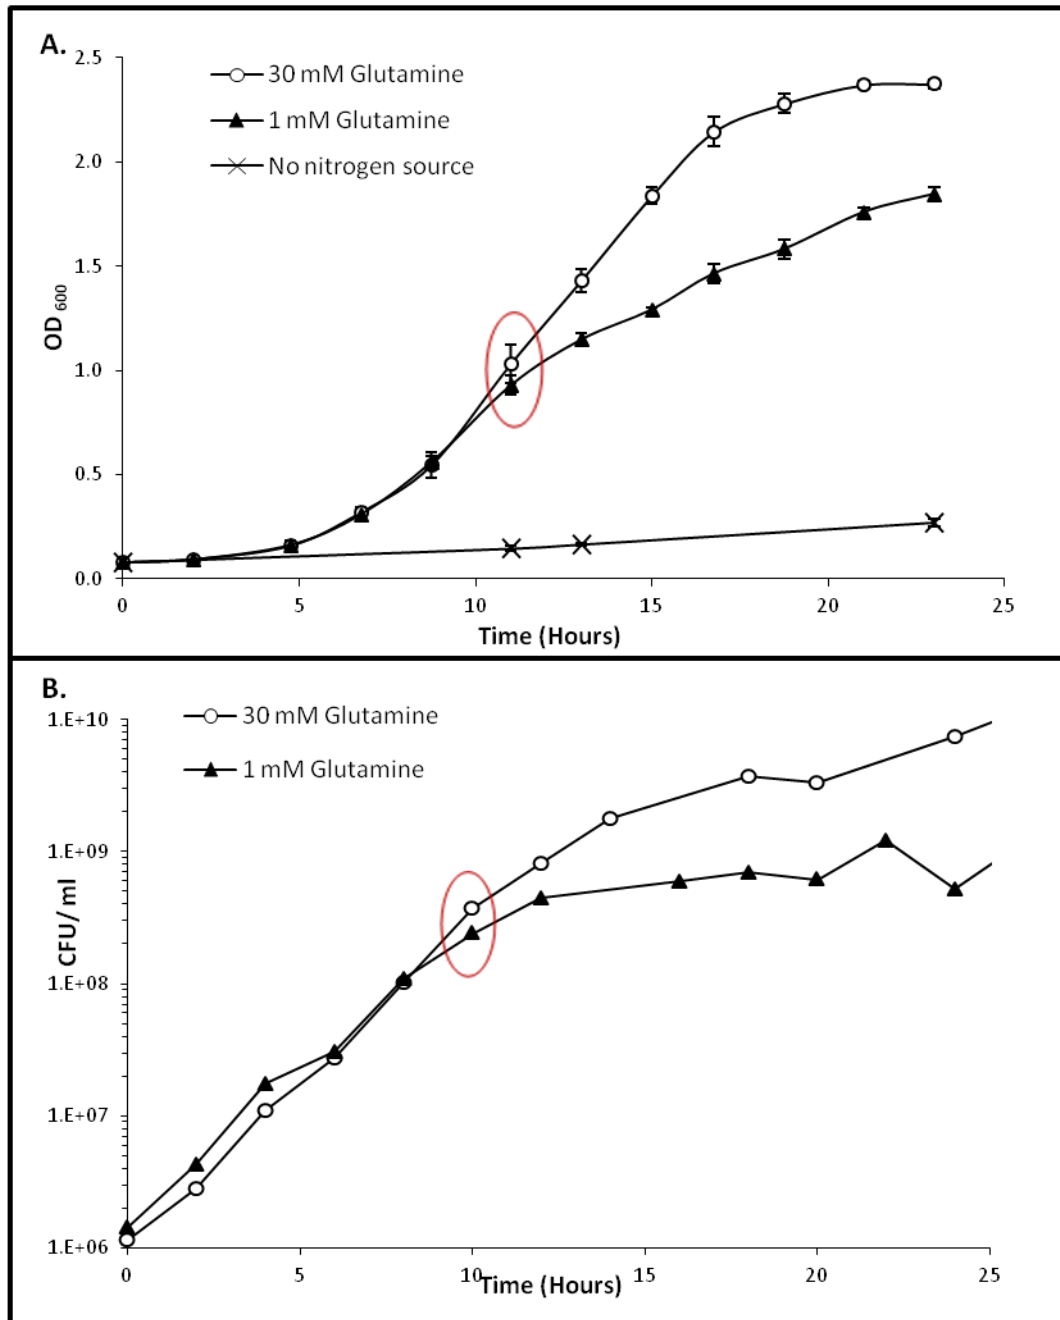 A.
30 mM Glutamine
1 mM Glutamine
No nitrogen source
2.5
2.0
1.5
1.0
0.5
0.0
OD600
0 5 10 15 20 25
Time (Hours)
B.
30 mM Glutamine
1 mM Glutamine
1.E+10
1.E+09
1.E+08
1.E+07
1.E+06
CFU/ ml
0 5 10 15 20 25
Time (Hours)